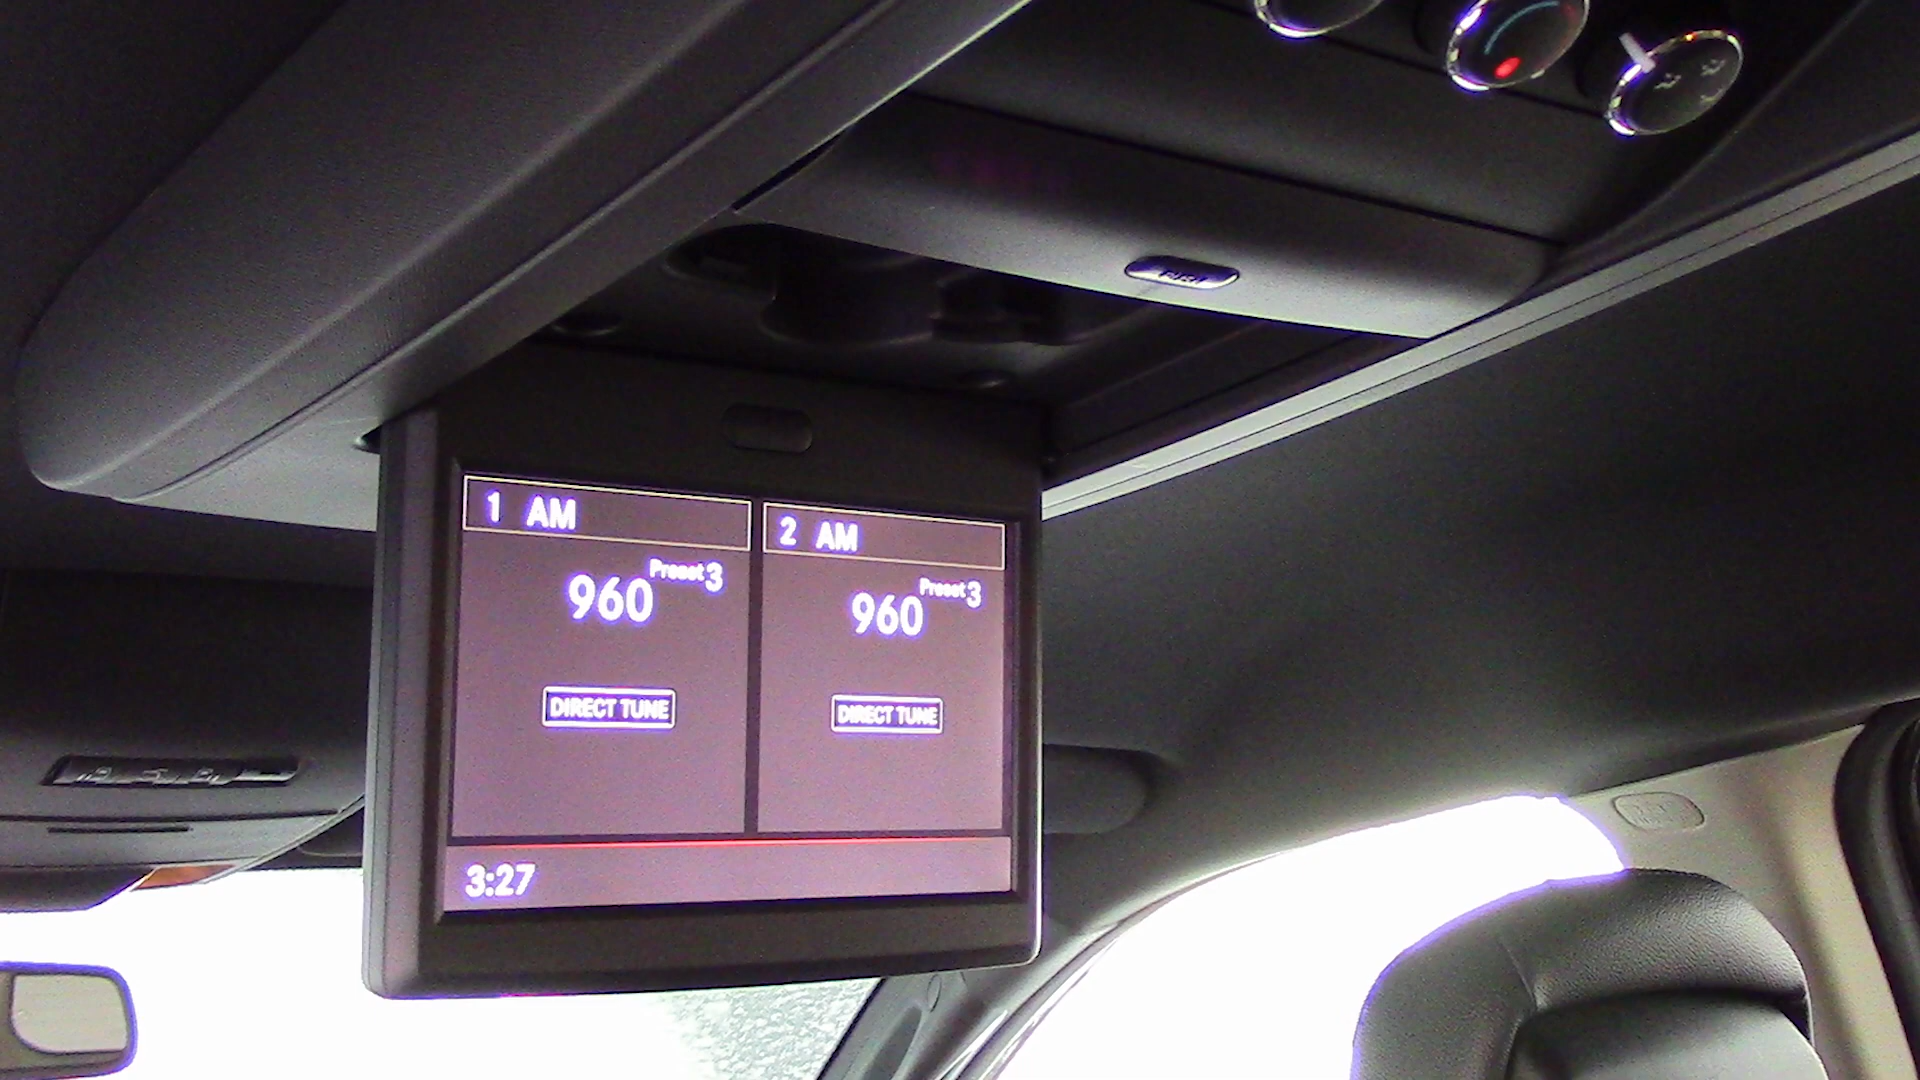 1 AM
Preset 3
960
DIRECT TUNE
2 AM
Preset 3
960
DIRECT TUNE
3:27